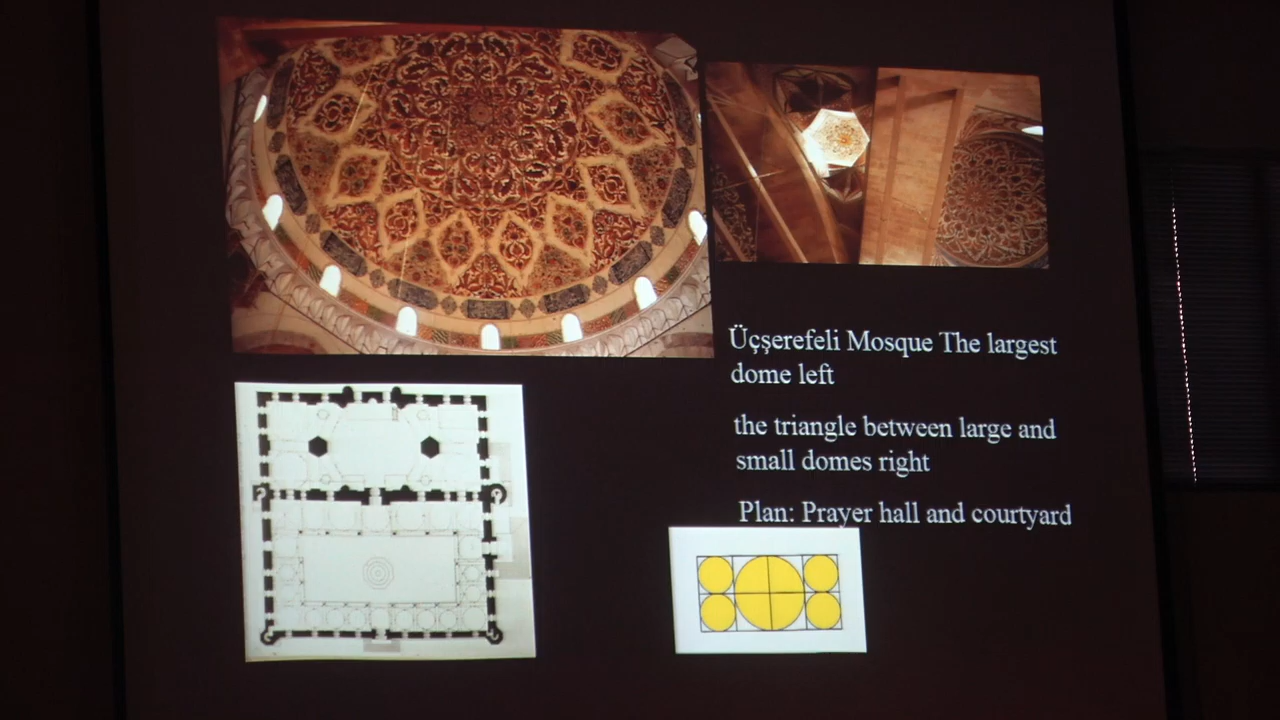 Üçşerefeli Mosque The largest
dome left
the triangle between large and
small domes right
Plan: Prayer hall and courtyard